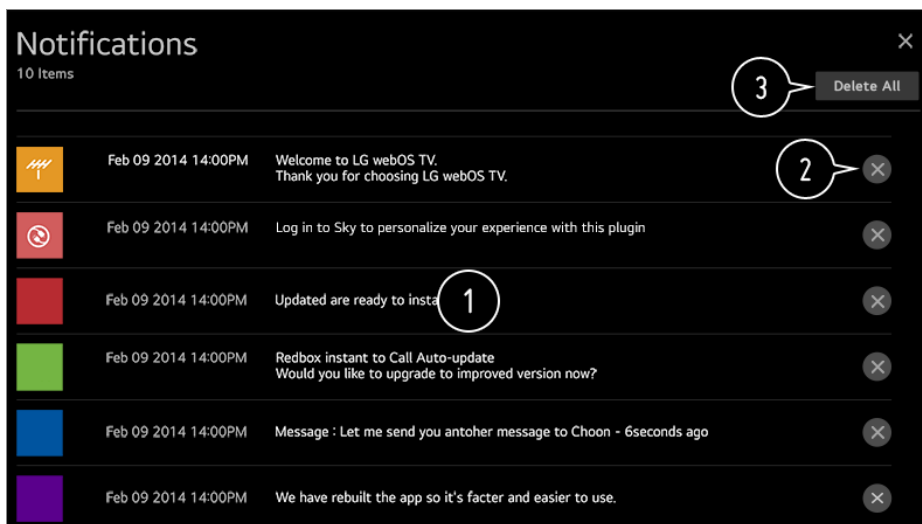 Notifications
10 Items
3
Delete All
Feb 09 2014 14:00PM
Welcome to LG webOS TV.
Thank you for choosing LG webOS TV.
2
Feb 09 2014 14:00PM
Log in to Sky to personalize your experience with this plugin
Feb 09 2014 14:00PM
Updated are ready to
1
Feb 09 2014 14:00PM
Redbox instant to Call Auto-update
Would you like to upgrade to improved version now?
Feb 09 2014 14:00PM
Message : Let me send you antoher message to Choon - 6seconds ago
Feb 09 2014 14:00PM
We have rebuilt the app so it's facter and easier to use.